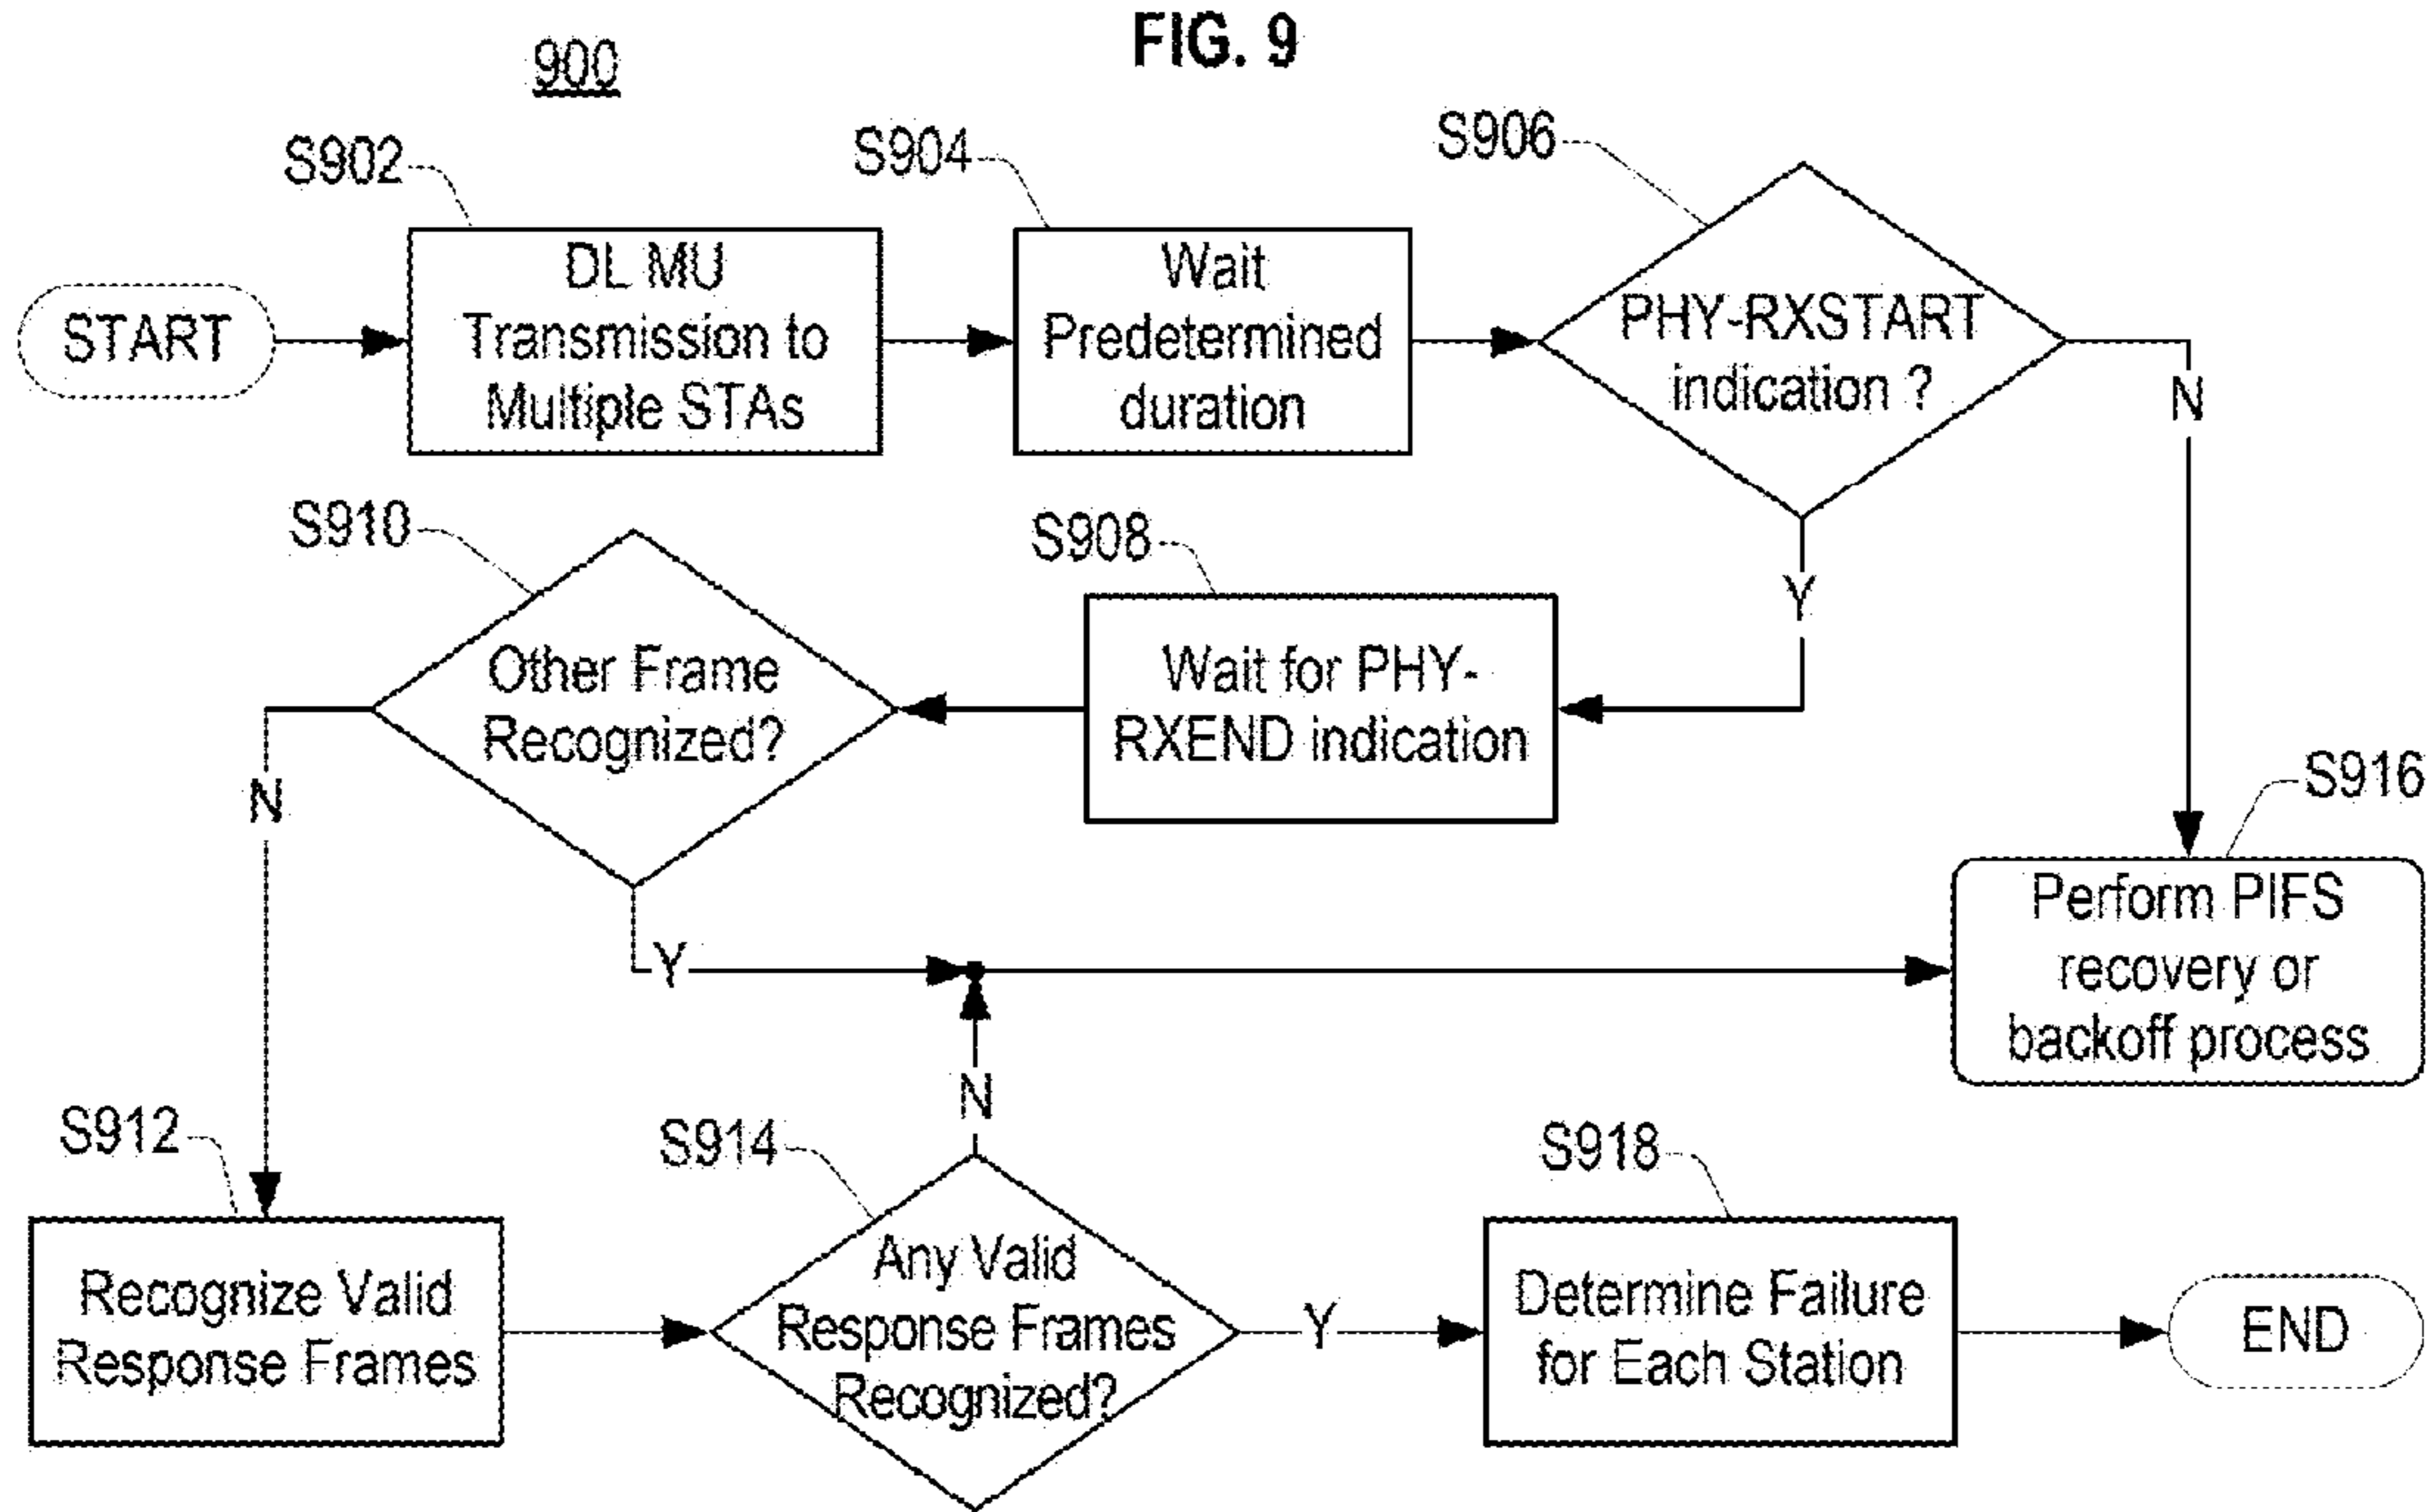 FIG. 9
900
S902
S904
S906
START
DL MU
Transmission to
Multiple STAs
Wait
Predetermined
duration
PHY-RXSTART
indication ?
N
Y
S910
S908
Other Frame
Recognized?
Wait for PHY-
RXEND indication
N
Y
S916
Perform PIFS
recovery or
backoff process
N
S912
S914
S918
Recognize Valid
Response Frames
Any Valid
Response Frames
Recognized?
Y
Determine Failure
for Each Station
END